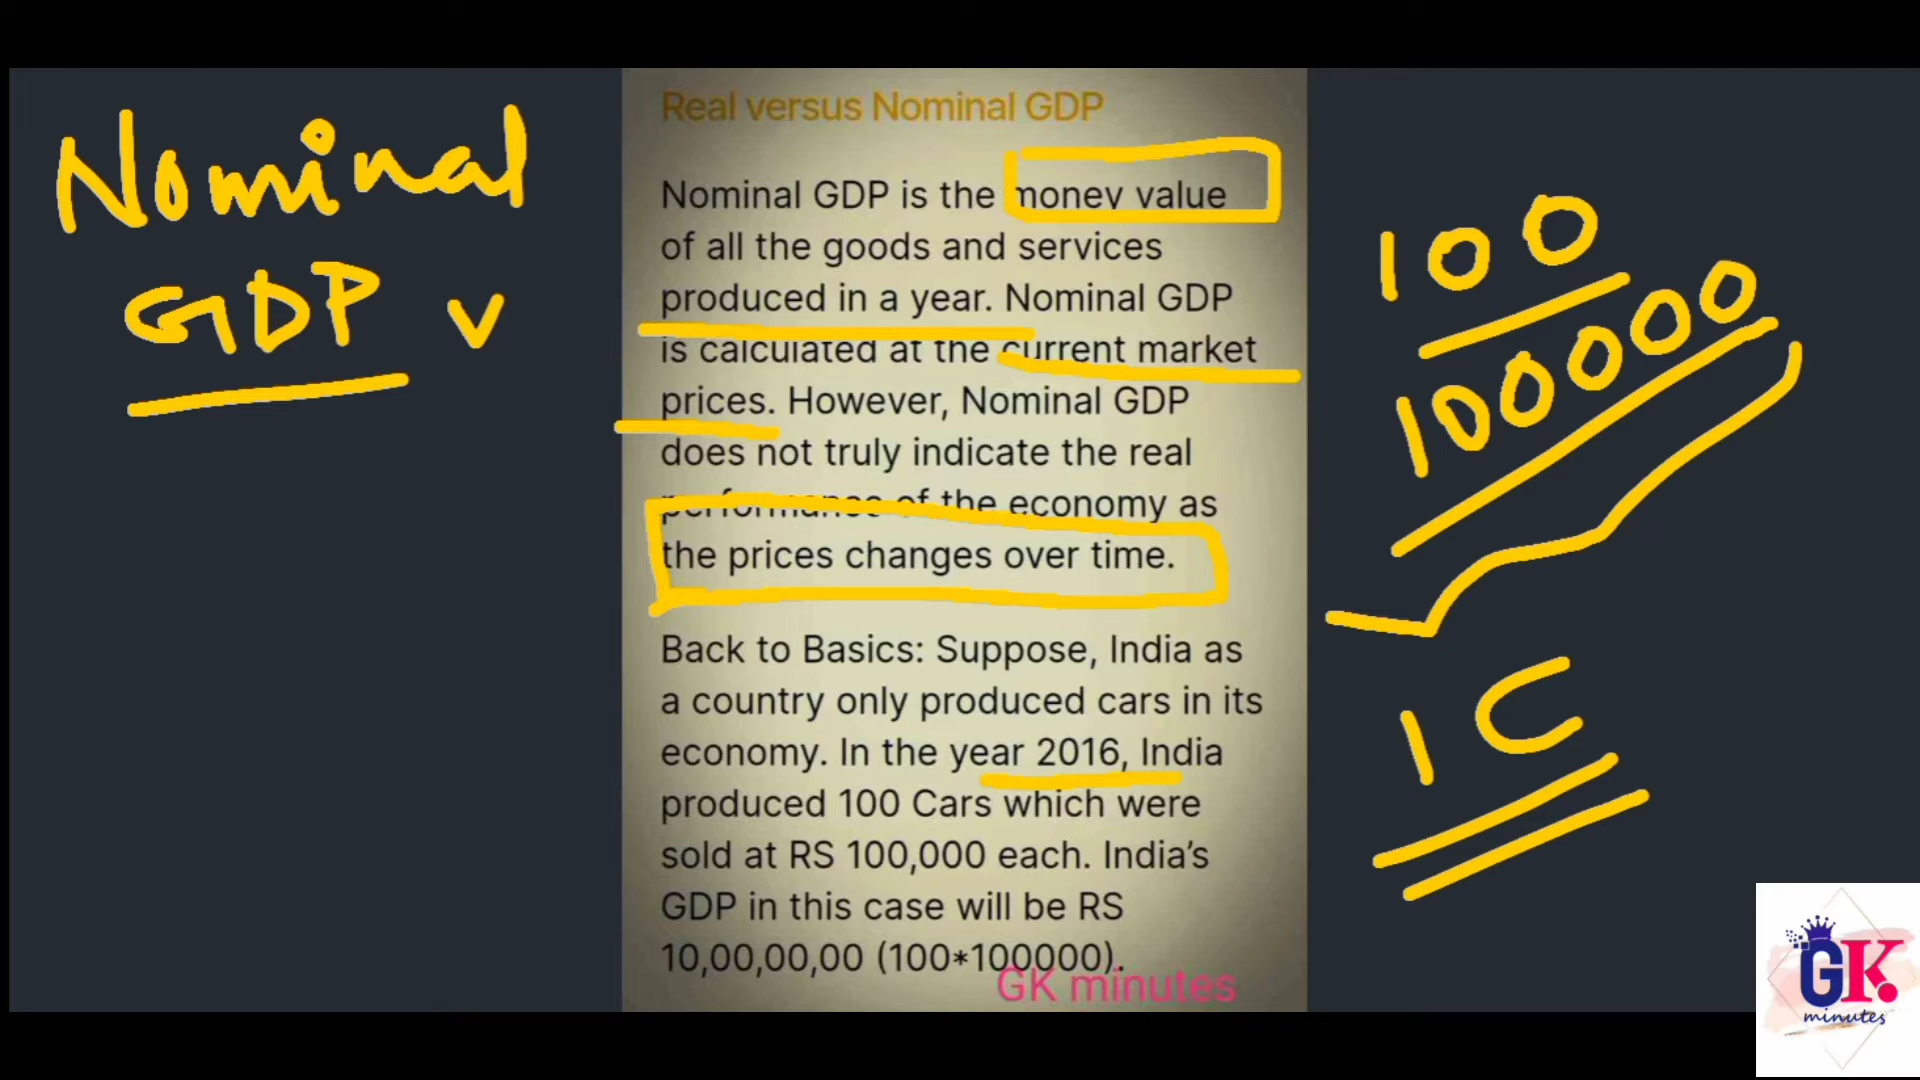 Nominal
GDP v
Real versus Nominal GDP
Nominal GDP is the money value
of all the goods and services
produced in a year. Nominal GDP
is calculated at the current market
prices. However, Nominal GDP
does not truly indicate the real
performance of the economy as
the prices changes over time.
Back to Basics: Suppose, India as
a country only produced cars in its
economy. In the year 2016, India
produced 100 Cars which were
sold at RS 100,000 each. India's
GDP in this case will be RS
10,00,00,00 (100*100000).
GK minutes
100
100000
1 C
GK
minutes